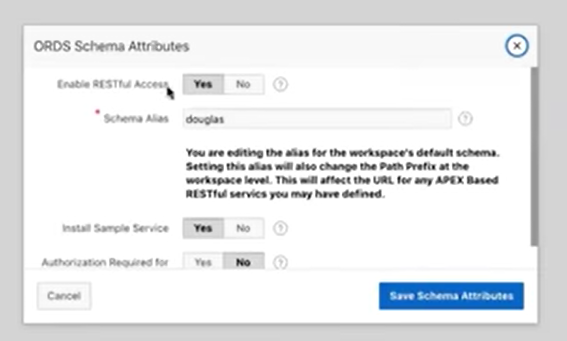 ORDS Schema Attributes
Enable RESTful Access Yes No ?
* Schema Alias douglas ?
You are editing the alias for the workspace's default schema.
Setting this alias will also change the Path Prefix at the
workspace level. This will affect the URL for any APEX Based
RESTful servics you may have defined.
Install Sample Service Yes No ?
Authorization Required for Yes No ?
Cancel Save Schema Attributes